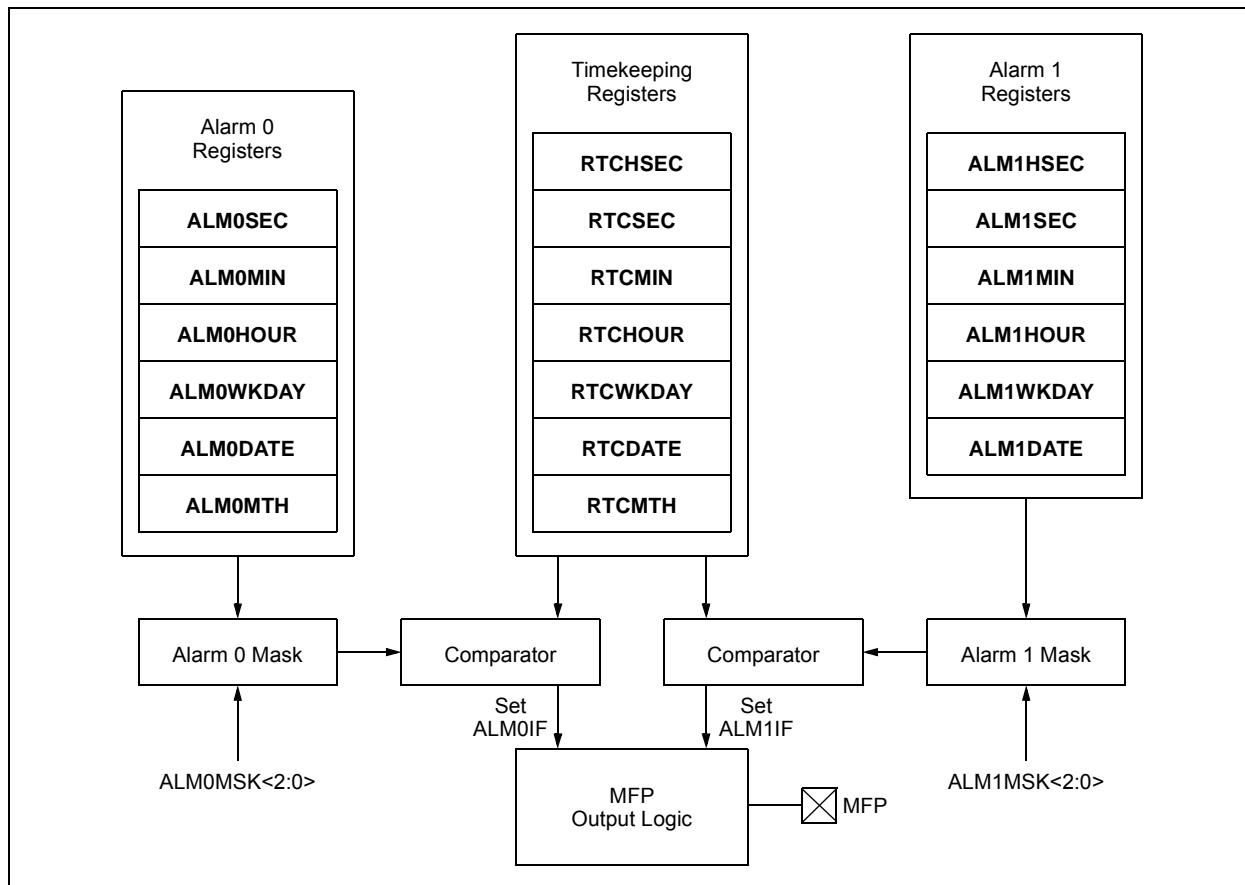 Alarm 0
Registers
ALM0SEC
ALM0MIN
ALM0HOUR
ALM0WKDAY
ALM0DATE
ALM0MTH
Timekeeping
Registers
RTCHSEC
RTCSEC
RTCMIN
RTCHOUR
RTCWKDAY
RTCDATE
RTCMTH
Alarm 1
Registers
ALM1HSEC
ALM1SEC
ALM1MIN
ALM1HOUR
ALM1WKDAY
ALM1DATE
Alarm 0 Mask
Comparator
Comparator
Alarm 1 Mask
Set
ALM0IF
Set
ALM1IF
ALM0MSK<2:0>
MFP
Output Logic
MFP
ALM1MSK<2:0>